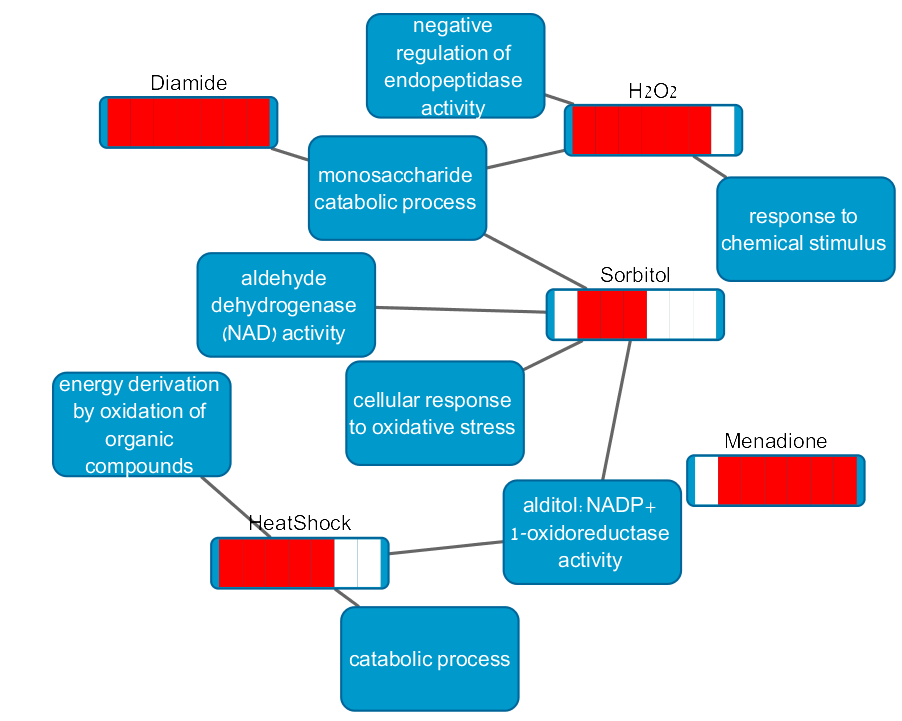 negative
regulation of
endopeptidase
activity
Diamide
H2O2
monosaccharide
catabolic process
response to
chemical stimulus
aldehyde
dehydrogenase
(NAD) activity
Sorbitol
cellular response
to oxidative stress
energy derivation
by oxidation of
organic
compounds
Menadione
HeatShock
alditol:NADP+
1-oxidoreductase
activity
catabolic process